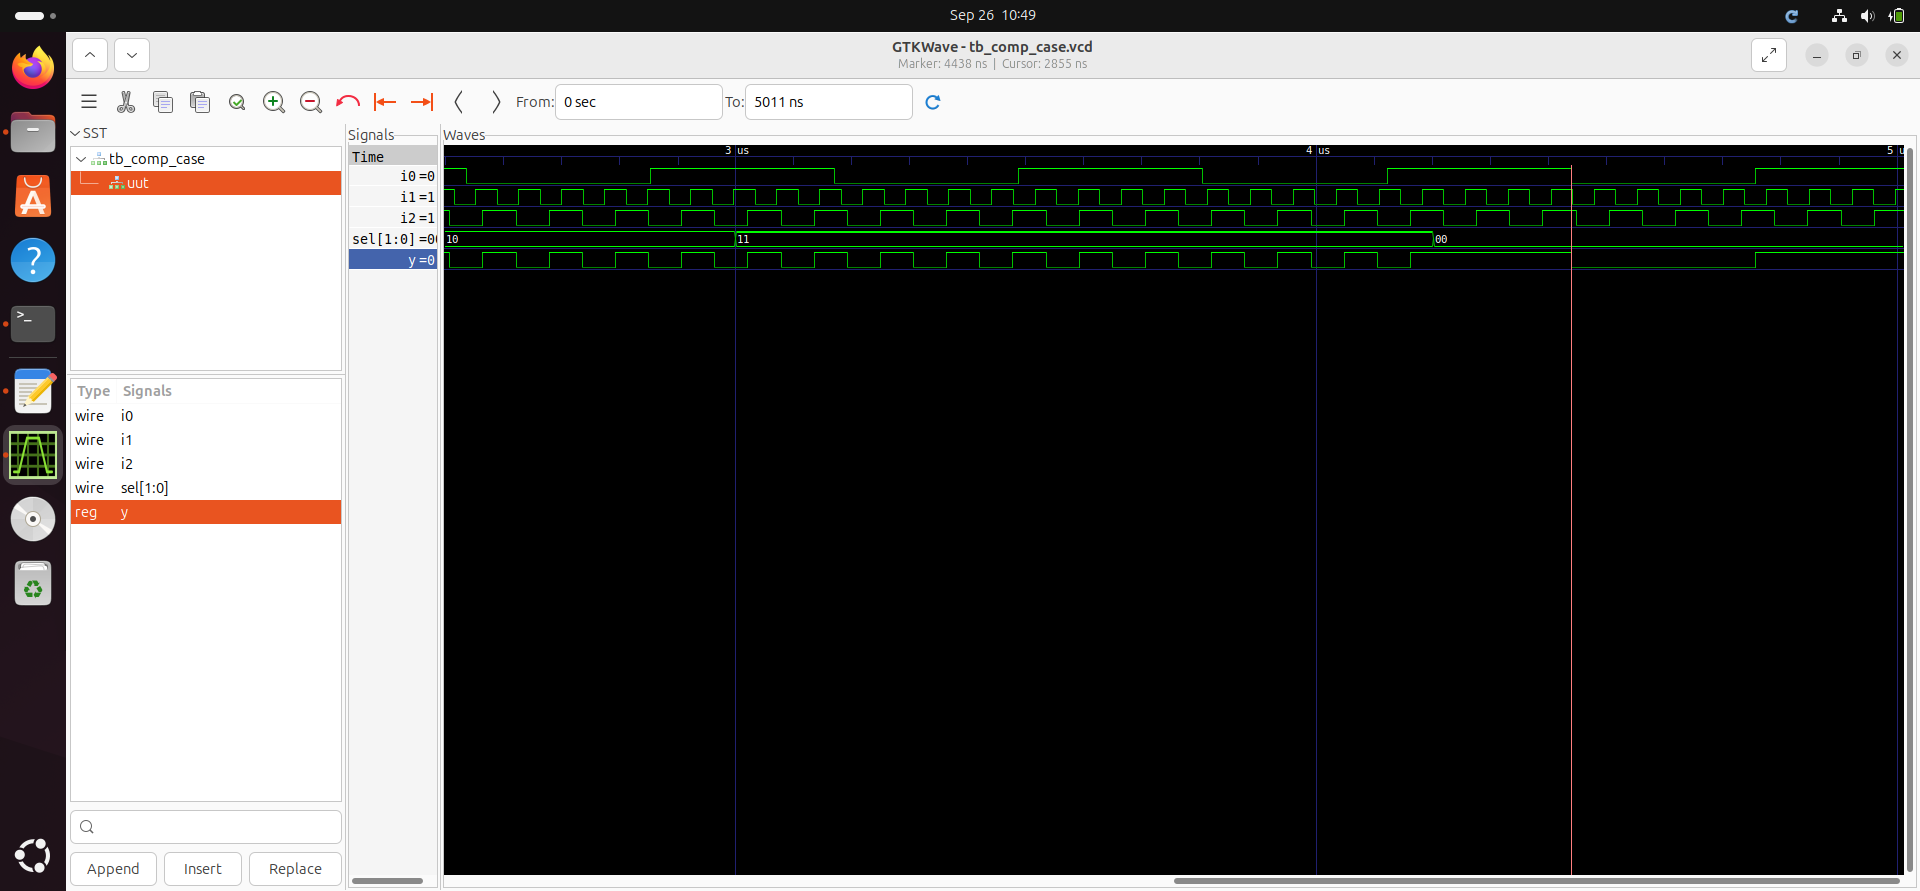 Sep 26 10:49
GTKWave - tb_comp_case.vcd
Marker: 4438 ns | Cursor: 2855 ns
From: 0 sec To: 5011 ns
SST
tb_comp_case
uut
Type Signals
wire i0
wire i1
wire i2
wire sel[1:0]
reg y
Append Insert Replace
Signals
Time
i0 =0
i1 =1
i2 =1
sel[1:0] =00
y =0
Waves
3 us 4 us 5 u
10 11 00